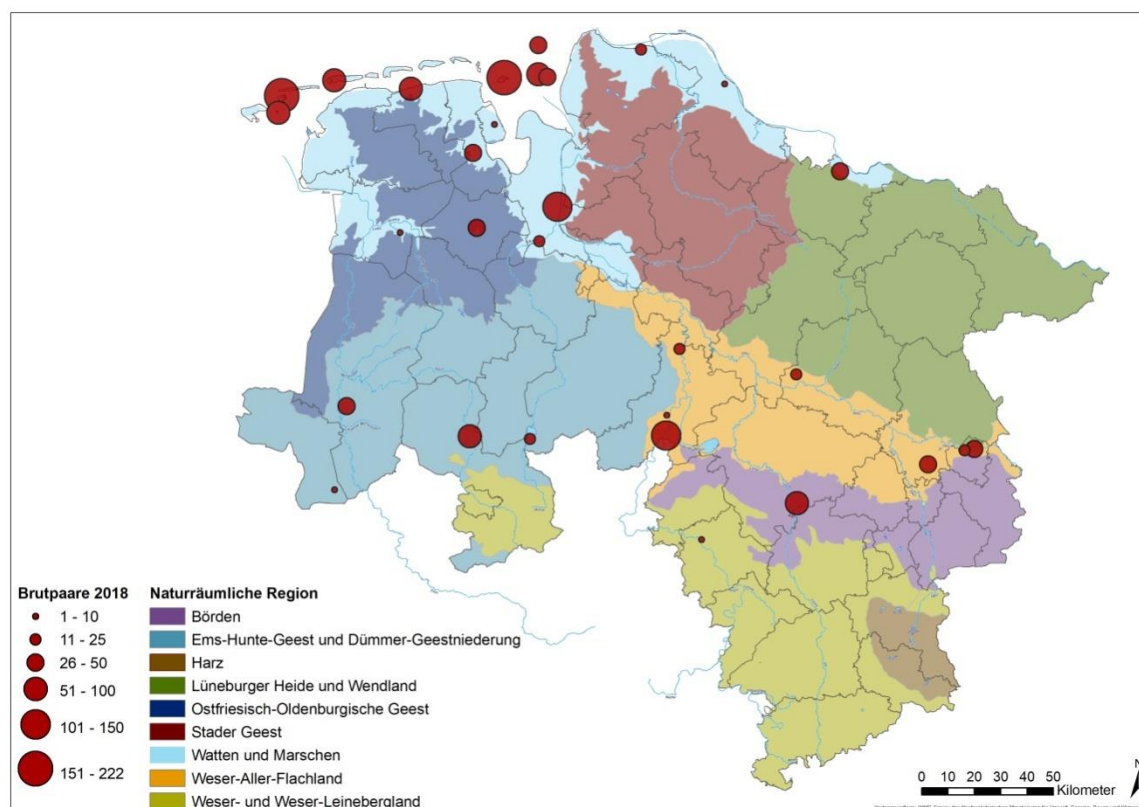 Brutpaare 2018
1 - 10
11 - 25
26 - 50
51 - 100
101 - 150
151 - 222
Naturräumliche Region
Börden
Ems-Hunte-Geest und Dümmer-Geestniederung
Harz
Lüneburger Heide und Wendland
Ostfriesisch-Oldenburgische Geest
Stader Geest
Watten und Marschen
Weser-Aller-Flachland
Weser- und Weser-Leinebergland
0 10 20 30 40 50
Kilometer
N